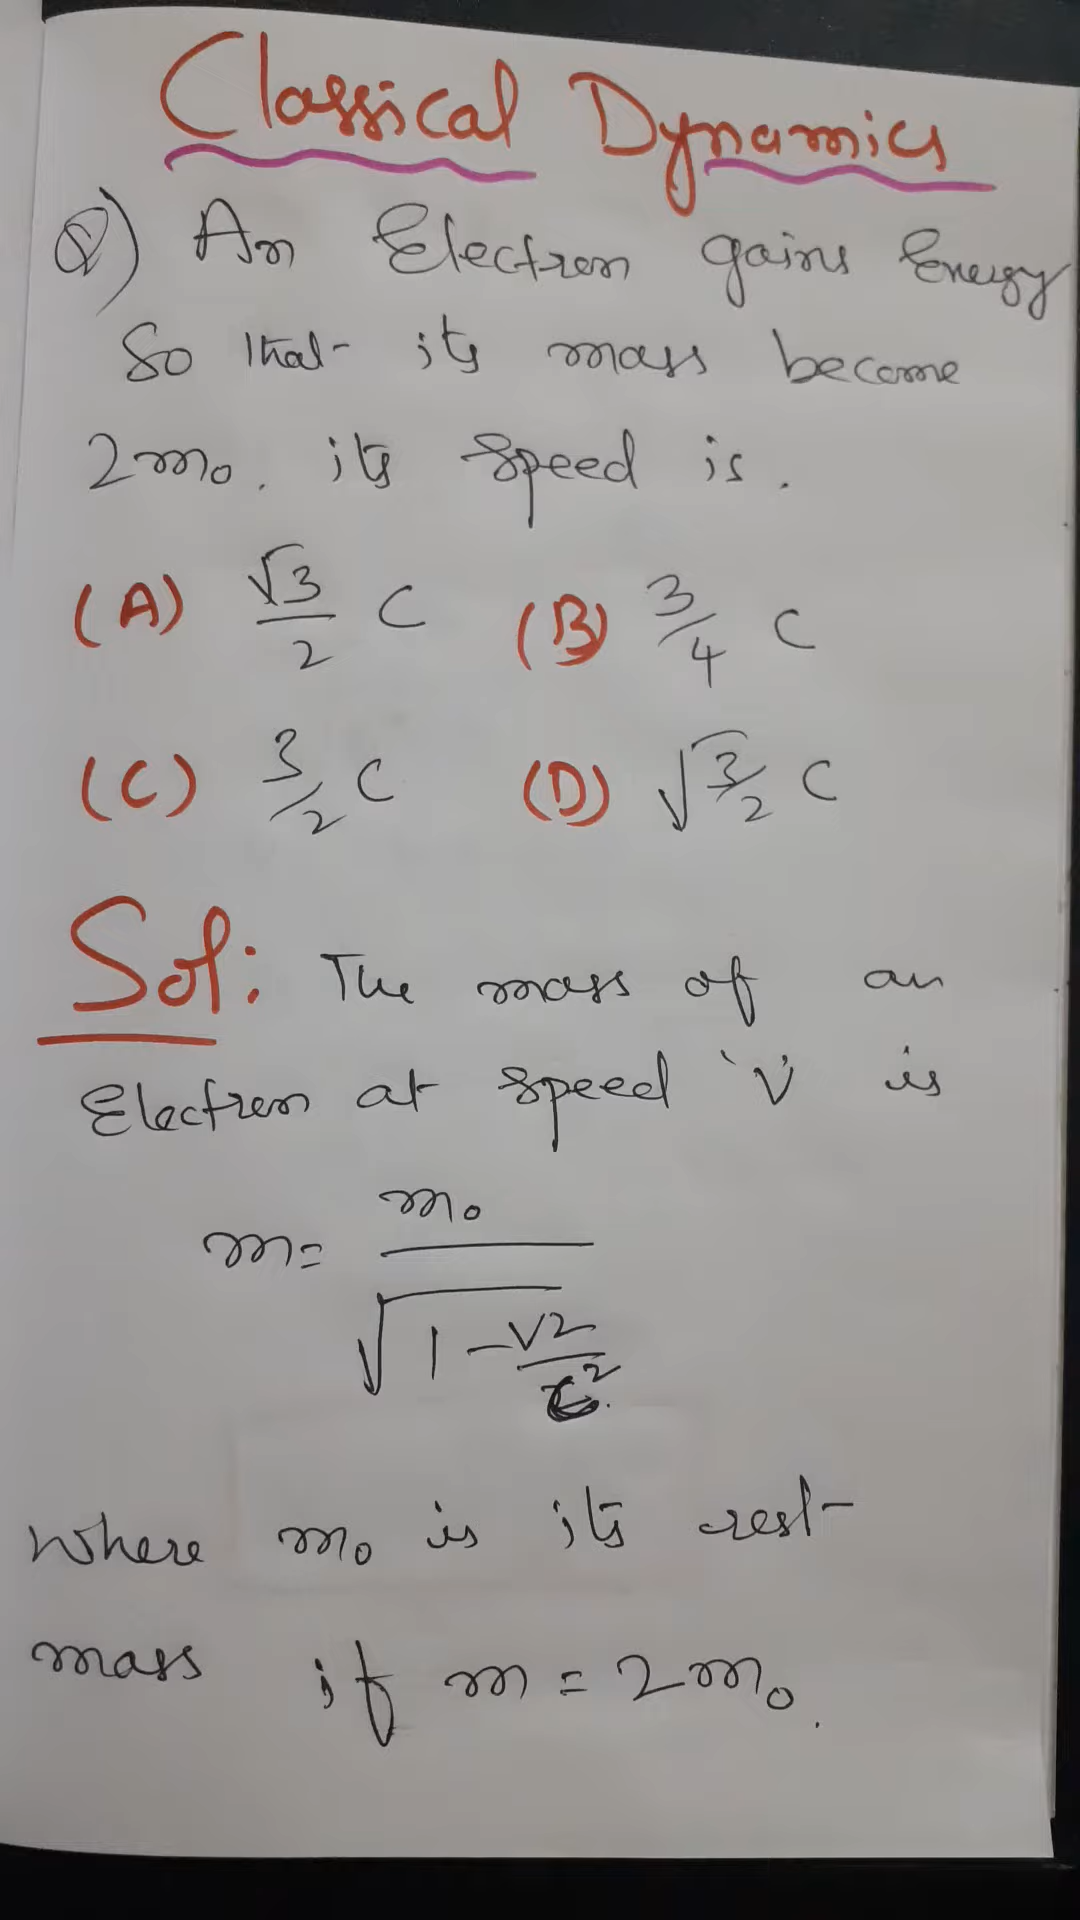 Classical Dynamics
Q) An Electron gains Energy
So that its mass become
2m₀. its speed is.
(A) √3/2 C (B) 3/4 C
(C) 3/2 C (D) √3/2 C
Sol: The mass of an
Electron at speed 'v' is
m = m₀ / √1 - v2/c²
Where m₀ is its rest
mass if m = 2m₀.